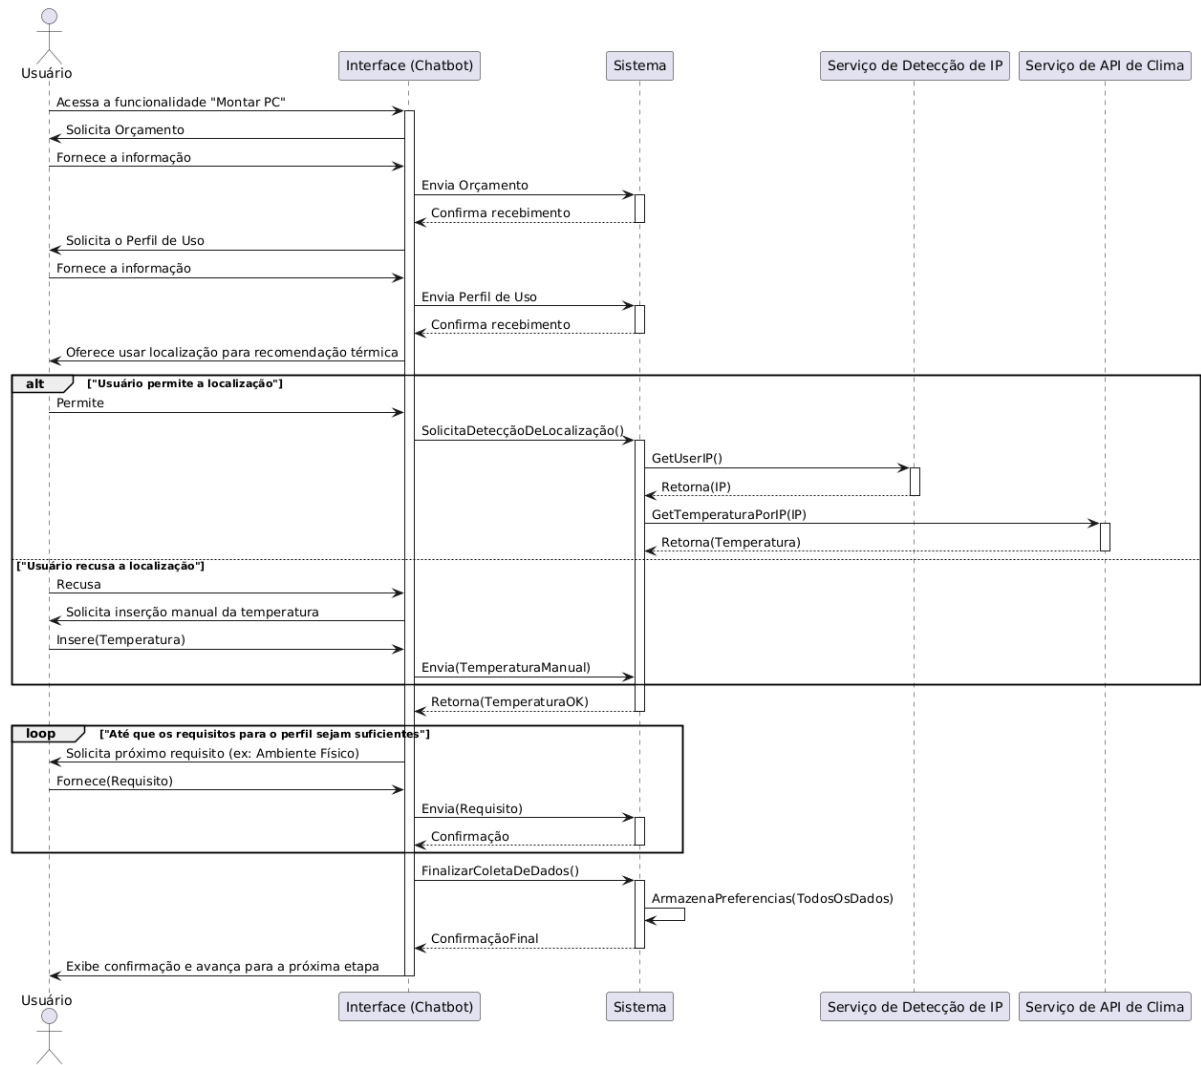 Usuário
Interface (Chatbot)
Sistema
Serviço de Detecção de IP
Serviço de API de Clima
Acessa a funcionalidade "Montar PC"
Solicita Orçamento
Fornece a informação
Envia Orçamento
Confirma recebimento
Solicita o Perfil de Uso
Fornece a informação
Envia Perfil de Uso
Confirma recebimento
Oferece usar localização para recomendação térmica
alt
["Usuário permite a localização"]
Permite
SolicitaDetecçãoDeLocalização()
GetUserIP()
Retorna(IP)
GetTemperaturaPorIP(IP)
Retorna(Temperatura)
["Usuário recusa a localização"]
Recusa
Solicita inserção manual da temperatura
Insere(Temperatura)
Envia(TemperaturaManual)
Retorna(TemperaturaOK)
loop
["Até que os requisitos para o perfil sejam suficientes"]
Solicita próximo requisito (ex: Ambiente Físico)
Fornece(Requisito)
Envia(Requisito)
Confirmação
FinalizarColetaDeDados()
ArmazenaPreferencias(TodosOsDados)
ConfirmaçãoFinal
Exibe confirmação e avança para a próxima etapa
Usuário
Interface (Chatbot)
Sistema
Serviço de Detecção de IP
Serviço de API de Clima